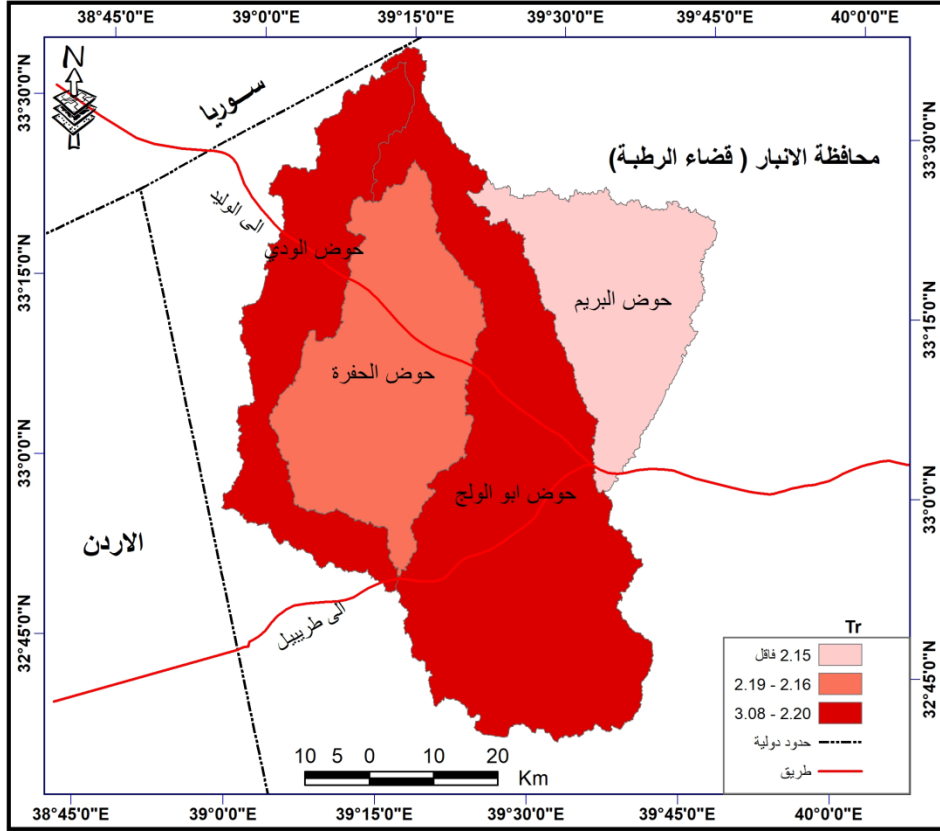 38°45'0"E 39°0'0"E 39°15'0"E 39°30'0"E 39°45'0"E 40°0'0"E
N
33°30'0"N
33°15'0"N
33°0'0"N
32°45'0"N
33°30'0"N
33°15'0"N
33°0'0"N
32°45'0"N
سوريا
محافظة الانبار ( قضاء الرطبة)
الى الوليد
حوض الودي
حوض البريم
حوض الحفرة
حوض ابو الولج
الاردن
الى طريبيل
Tr
2.15 فاقل
2.19 - 2.16
3.08 - 2.20
حدود دولية
طريق
10 5 0 10 20
Km
38°45'0"E 39°0'0"E 39°15'0"E 39°30'0"E 39°45'0"E 40°0'0"E